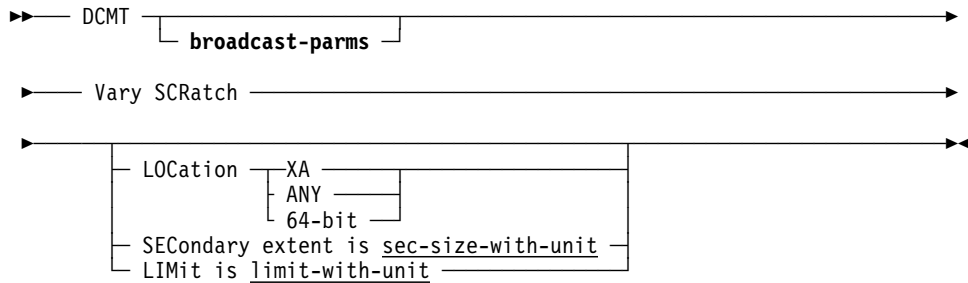 DCMT
broadcast-parms
Vary SCRatch
LOCation XA
ANY
64-bit
SECondary extent is sec-size-with-unit
LIMit is limit-with-unit